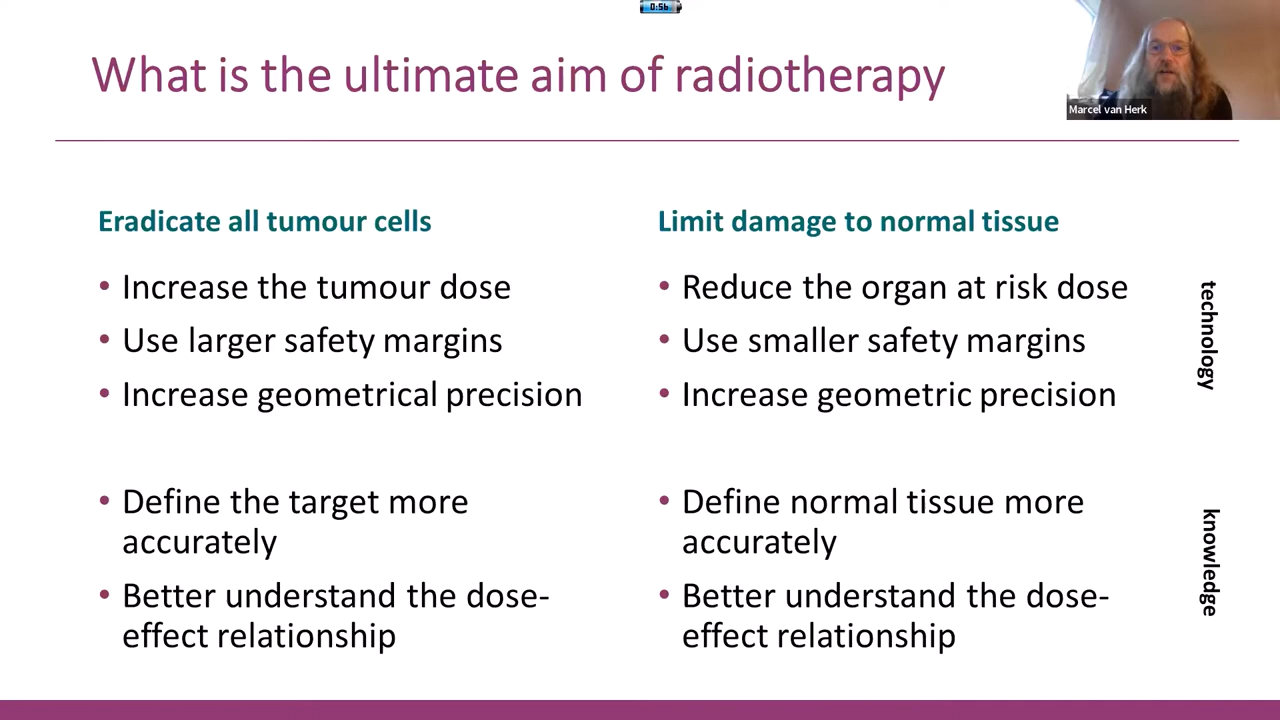 0:56
What is the ultimate aim of radiotherapy
Marcel van Herk
Eradicate all tumour cells
• Increase the tumour dose
• Use larger safety margins
• Increase geometrical precision
• Define the target more
accurately
• Better understand the dose-
effect relationship
Limit damage to normal tissue
• Reduce the organ at risk dose
• Use smaller safety margins
• Increase geometric precision
• Define normal tissue more
accurately
• Better understand the dose-
effect relationship
technology
knowledge